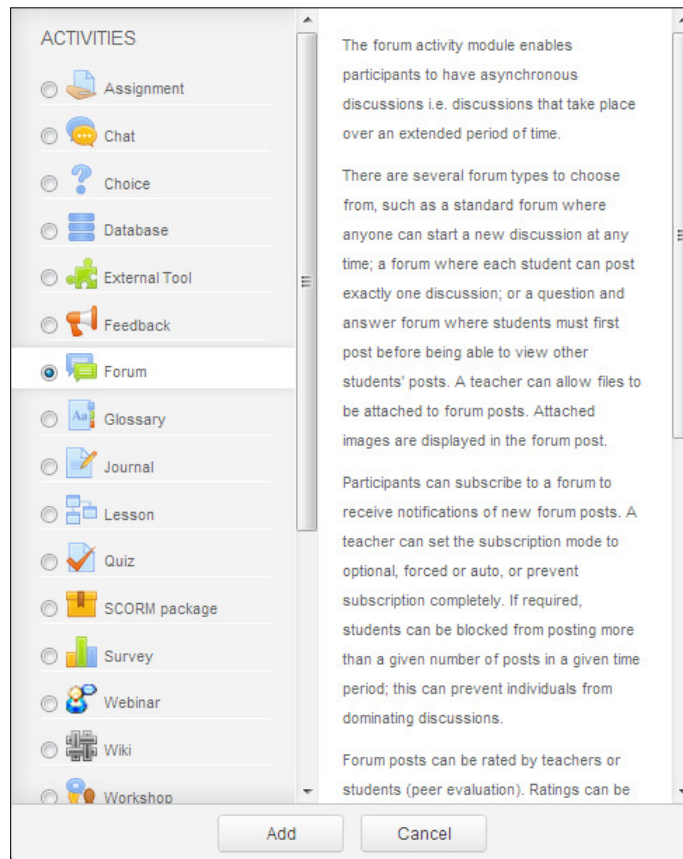 ACTIVITIES
Assignment
Chat
Choice
Database
External Tool
Feedback
Forum
Glossary
Journal
Lesson
Quiz
SCORM package
Survey
Webinar
Wiki
Workshop
The forum activity module enables
participants to have asynchronous
discussions i.e. discussions that take place
over an extended period of time.
There are several forum types to choose
from, such as a standard forum where
anyone can start a new discussion at any
time; a forum where each student can post
exactly one discussion; or a question and
answer forum where students must first
post before being able to view other
students' posts. A teacher can allow files to
be attached to forum posts. Attached
images are displayed in the forum post.
Participants can subscribe to a forum to
receive notifications of new forum posts. A
teacher can set the subscription mode to
optional, forced or auto, or prevent
subscription completely. If required,
students can be blocked from posting more
than a given number of posts in a given time
period; this can prevent individuals from
dominating discussions.
Forum posts can be rated by teachers or
students (peer evaluation). Ratings can be
Add
Cancel